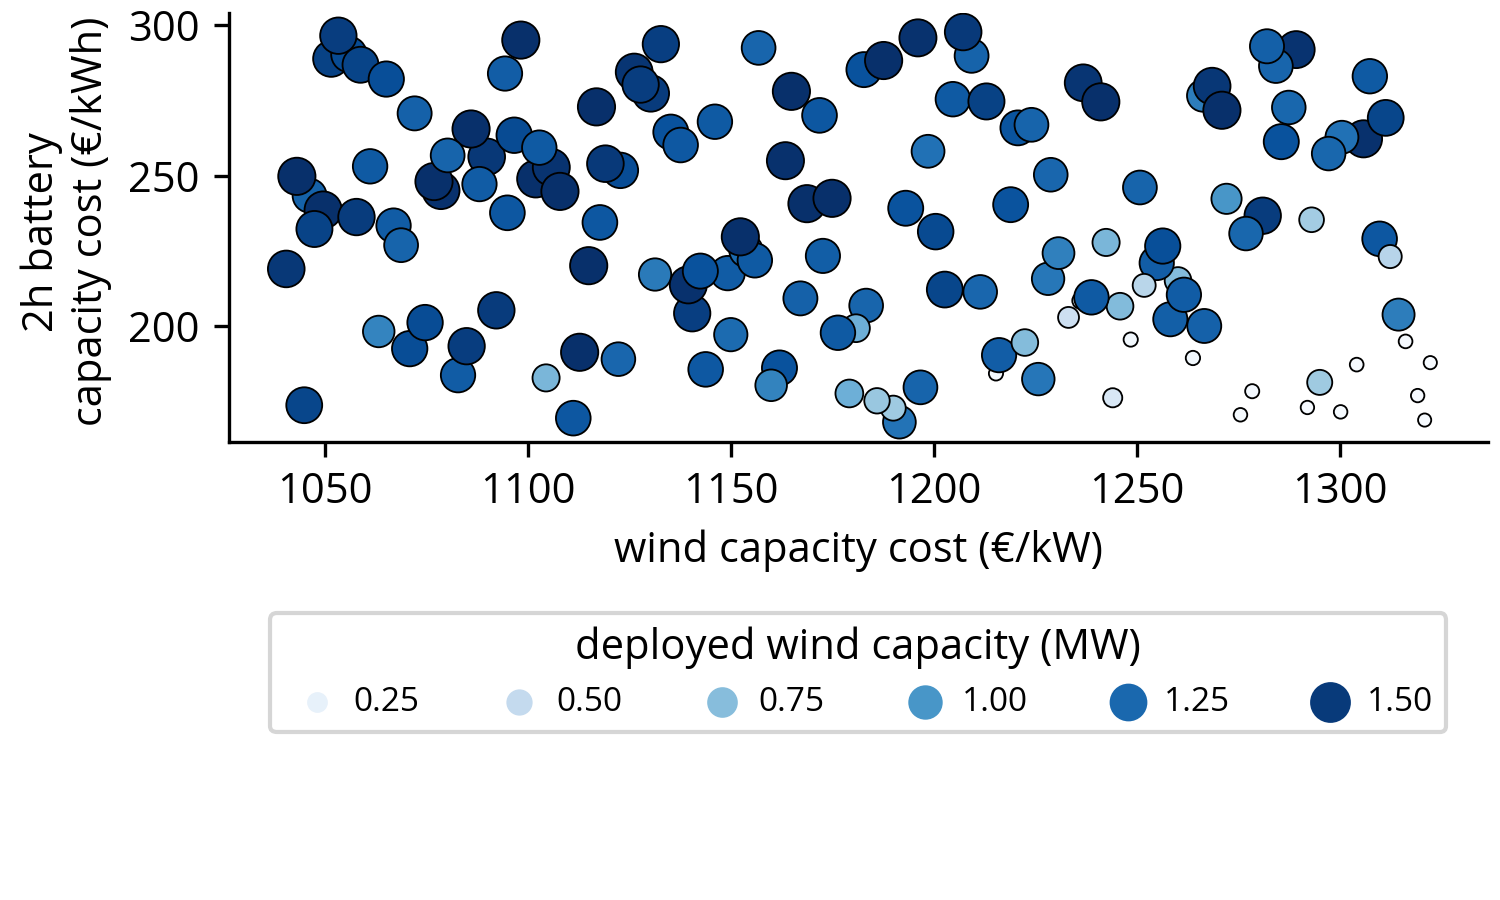 2h battery
capacity cost (€/kWh)
300
250
200
1050 1100 1150 1200 1250 1300
wind capacity cost (€/kW)
deployed wind capacity (MW)
0.25 0.50 0.75 1.00 1.25 1.50